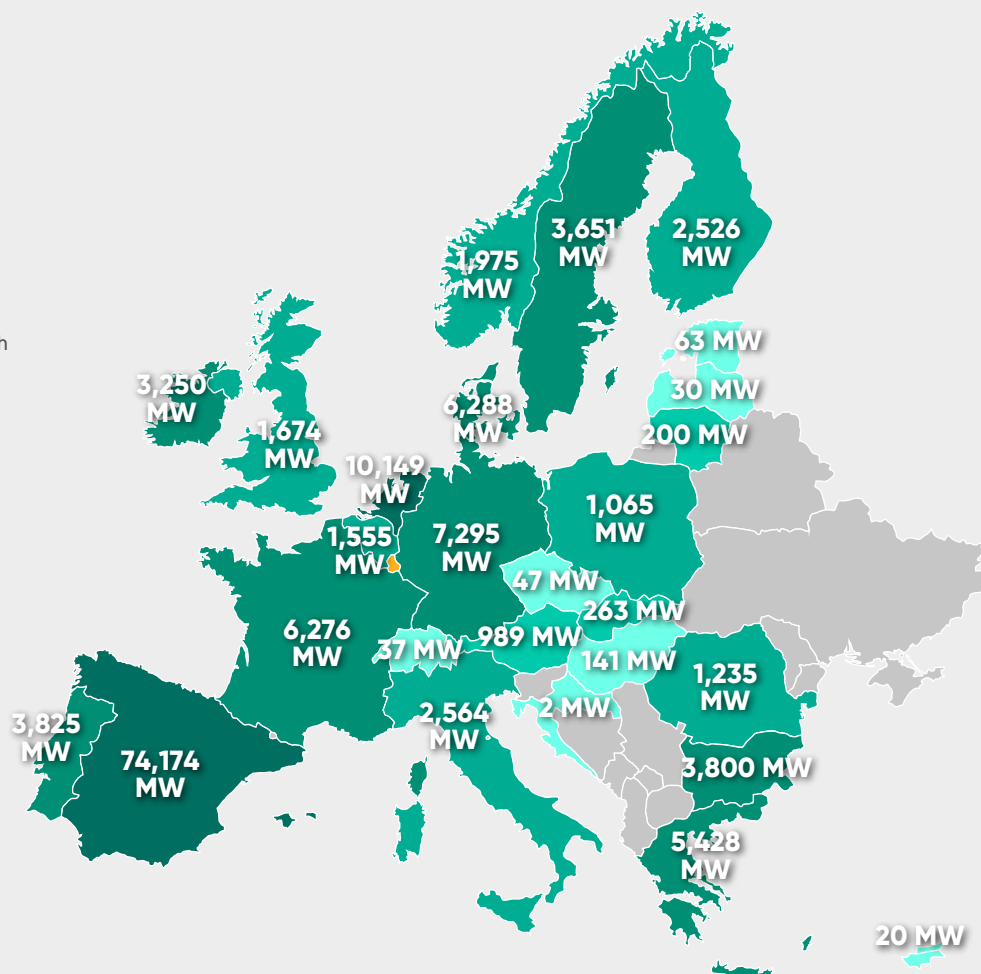 3,651
MW
2,526
MW
1,975
MW
h
63 MW
30 MW
3,250
MW
6,288
MW
1,674
MW
200 MW
10,149
MW
1,065
MW
1,555
MW
7,295
MW
47 MW
263 MW
6,276
MW
37 MW
989 MW
141 MW
1,235
MW
2 MW
3,825
MW
2,564
MW
74,174
MW
3,800 MW
5,428
MW
20 MW